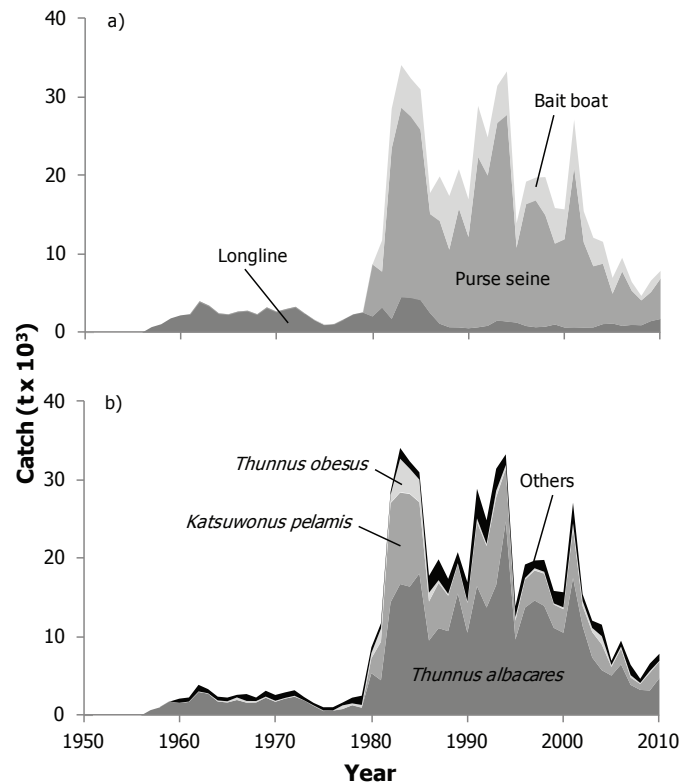 a)
40
30
20
10
0
Bait boat
Longline
Purse seine
Catch (t x 10³)
b)
40
30
20
10
0
Thunnus obesus
Katsuwonus pelamis
Others
Thunnus albacares
1950 1960 1970 1980 1990 2000 2010
Year